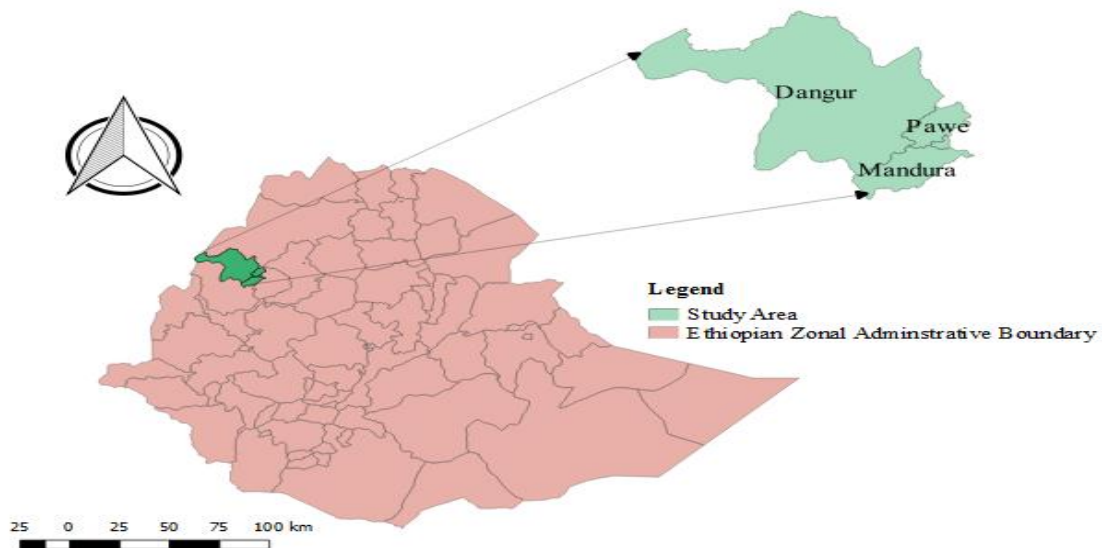 Dangur
Pawe
Mandura
Legend
Study Area
Ethiopian Zonal Adminstrative Boundary
25 0 25 50 75 100 km